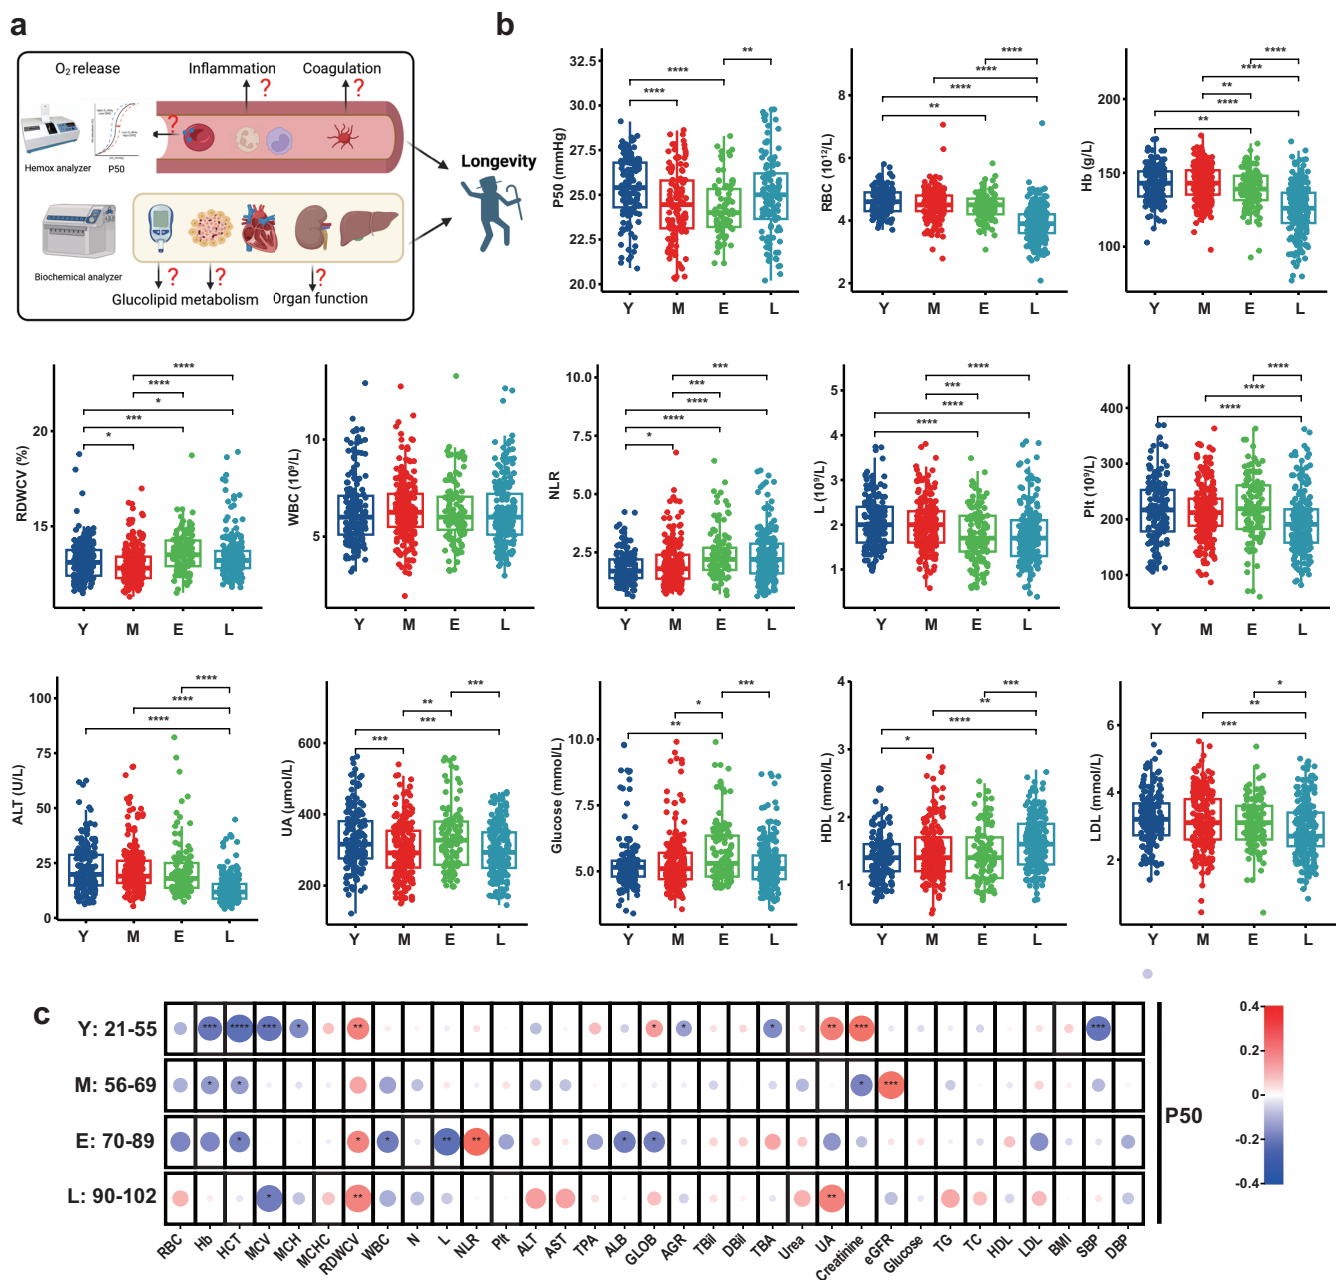 a
O2 release
Inflammation
Coagulation
?
?
?
Hemox analyzer
P50
Longevity
Biochemical analyzer
?
?
?
Glucolipid metabolism
Organ function
b
P50 (mmHg)
32.5
30.0
27.5
25.0
22.5
20.0
**
****
****
Y M E L
RBC (10¹²/L)
8
6
4
2
****
****
****
**
Y M E L
Hb (g/L)
200
150
100
****
****
**
****
**
Y M E L
RDWCV (%)
20
15
****
****
*
***
*
Y M E L
WBC (10⁹/L)
10
5
Y M E L
NLR
10.0
7.5
5.0
2.5
***
***
****
****
*
Y M E L
L (10⁹/L)
5
4
3
2
1
****
***
****
****
Y M E L
Plt (10⁹/L)
400
300
200
100
****
****
****
Y M E L
ALT (U/L)
100
75
50
25
0
****
****
****
Y M E L
UA (μmol/L)
600
400
200
***
**
***
***
Y M E L
Glucose (mmol/L)
10.0
7.5
5.0
***
*
**
Y M E L
HDL (mmol/L)
4
3
2
1
***
**
****
*
Y M E L
LDL (mmol/L)
6
4
2
*
**
***
Y M E L
c
Y: 21-55
*** **** *** * ** * * * ** *** ***
M: 56-69
* * * ***
E: 70-89
* * * ** ** * *
L: 90-102
* ** **
RBC Hb HCT MCV MCH MCHC RDWCV WBC N L NLR Plt ALT AST TPA ALB GLOB AGR TBil DBil TBA Urea UA Creatinine eGFR Glucose TG TC HDL LDL BMI SBP DBP
P50
0.4
0.2
0
-0.2
-0.4